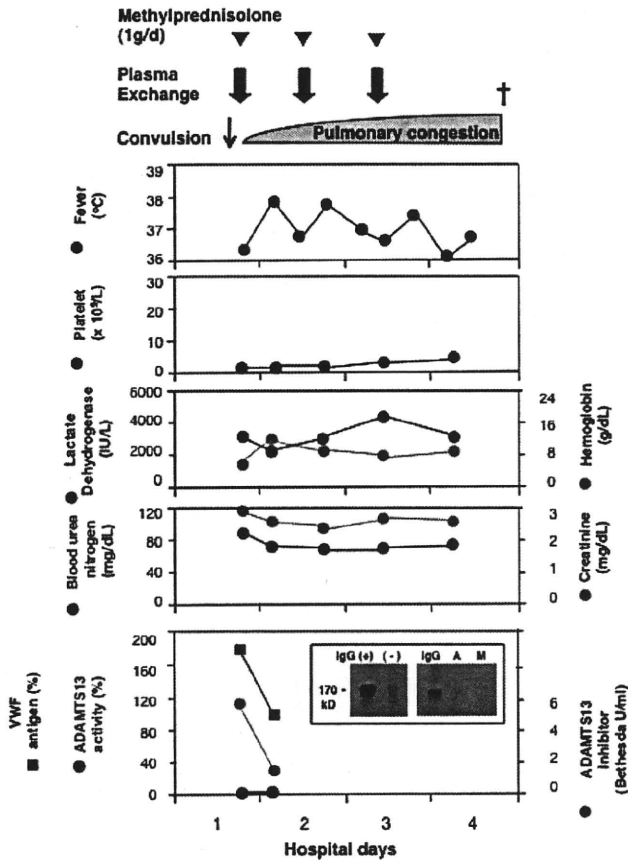 Methylprednisolone
(1g/d)
Plasma
Exchange
†
Convulsion
Pulmonary congestion
Fever
(°C)
39
38
37
36
Platelet
(x 10⁹/L)
30
20
10
0
Lactate
Dehydrogenase
(IU/L)
6000
4000
2000
0
24
16
8
0
Hemoglobin
(g/dL)
Blood urea
nitrogen
(mg/dL)
120
80
40
0
3
2
1
0
Creatinine
(mg/dL)
VWF
antigen (%)
ADAMTS13
activity (%)
200
160
120
80
40
0
IgG (+) (-) IgG A M
170 -
kD
6
4
2
0
ADAMTS13
Inhibitor
(Bethesda U/ml)
1 2 3 4
Hospital days